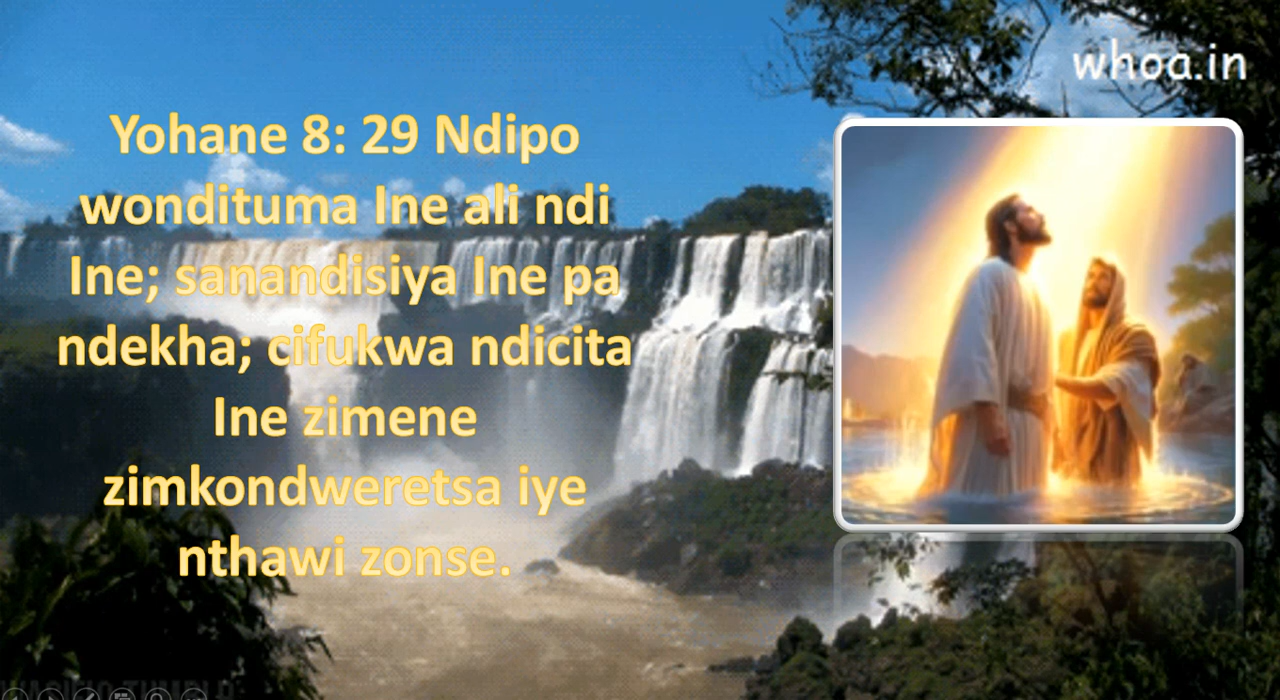 whoa.in
Yohane 8: 29 Ndipo
wondituma Ine ali ndi
Ine; sanandisiya Ine pa
ndekha; cifukwa ndicita
Ine zimene
zimkondweretsa iye
nthawi zonse.